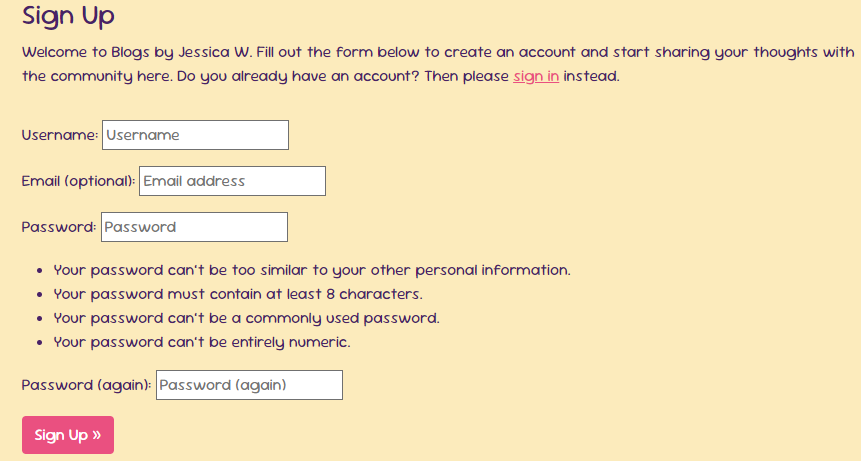 Sign Up
Welcome to Blogs by Jessica W. Fill out the form below to create an account and start sharing your thoughts with
the community here. Do you already have an account? Then please sign in instead.
Username: Username
Email (optional): Email address
Password: Password
• Your password can't be too similar to your other personal information.
• Your password must contain at least 8 characters.
• Your password can't be a commonly used password.
• Your password can't be entirely numeric.
Password (again): Password (again)
Sign Up »